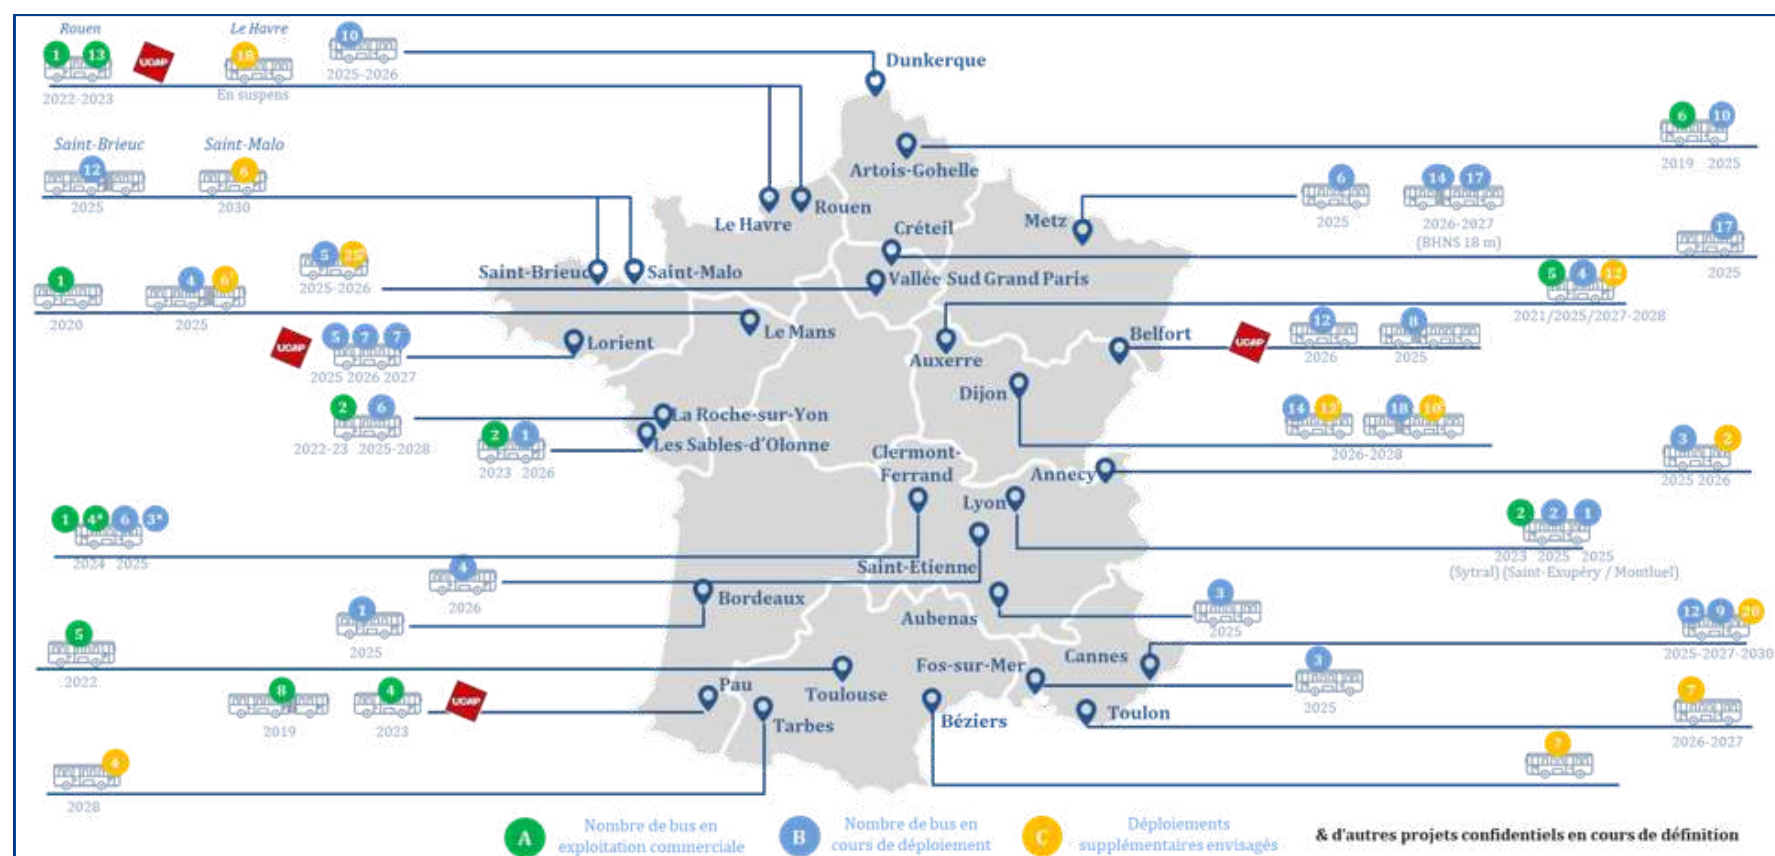 Rouen
1 13
UGAP
2022-2023
Le Havre
18
En suspens
10
2025-2026
Dunkerque
Saint-Brieuc
12
2025
Saint-Malo
6
2030
Artois-Gohelle
6 10
2019 2025
Le Havre
Rouen
Créteil
Metz
6
2025
14 17
2026-2027
(BHNS 18 m)
17
2025
Saint-Brieuc
Saint-Malo
Vallée Sud Grand Paris
5 25
2025-2026
1
2020
4 6
2025
Le Mans
5 4 12
2021/2025/2027-2028
Auxerre
Belfort
UGAP
12
2026
8
2025
UGAP
5 7 7
2025 2026 2027
Lorient
Dijon
14 12
18 10
2026-2028
2 6
2022-23 2025-2028
La Roche-sur-Yon
2 1
2023 2026
Les Sables-d'Olonne
Clermont-
Ferrand
Annecy
3 2
2025 2026
Lyon
1 4* 6 3*
2024 2025
2 2 1
2023 2025 2025
(Sytral) (Saint-Exupéry / Montluel)
4
2026
Saint-Etienne
1
2025
Bordeaux
Aubenas
3
2025
12 9 20
2025-2027-2030
Cannes
5
2022
Toulouse
Fos-sur-Mer
3
2025
8
2019
4
2023
UGAP
Pau
Tarbes
Béziers
Toulon
7
2026-2027
4
2028
A Nombre de bus en
exploitation commerciale
B Nombre de bus en
cours de déploiement
C Déploiements
supplémentaires envisagés
& d'autres projets confidentiels en cours de définition